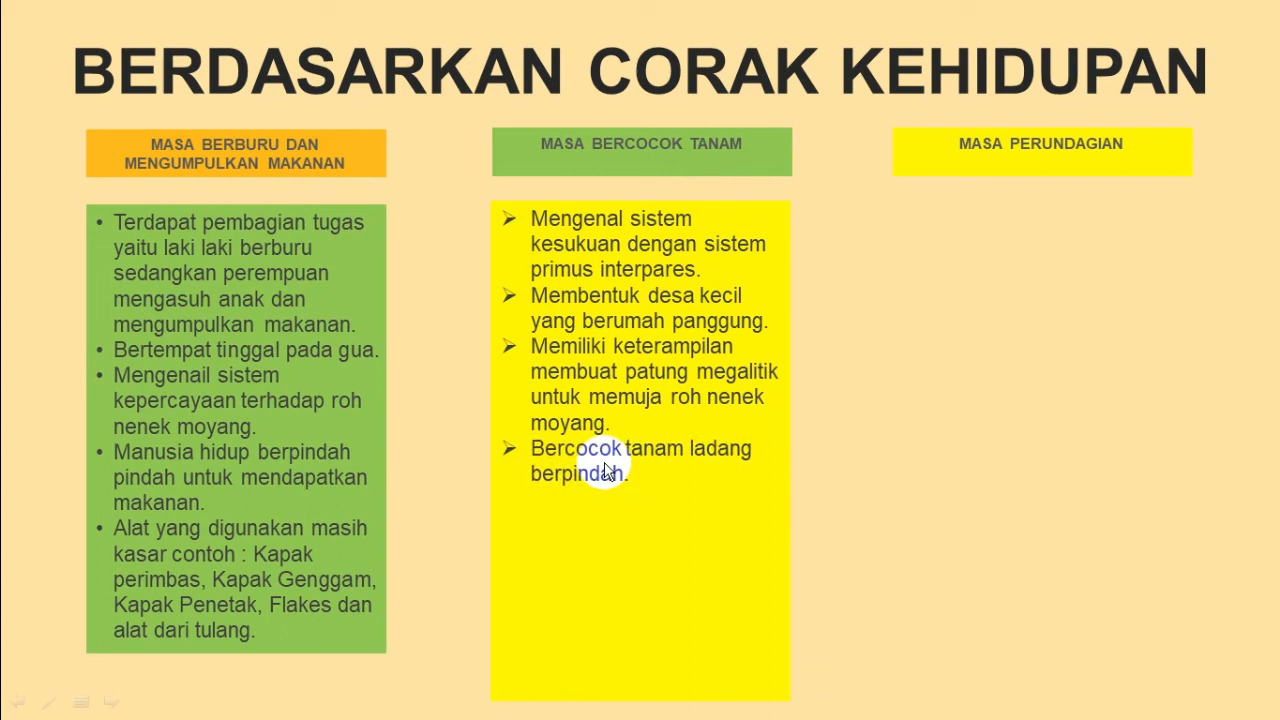 BERDASARKAN CORAK KEHIDUPAN
MASA BERBURU DAN
MENGUMPULKAN MAKANAN
Terdapat pembagian tugas
yaitu laki laki berburu
sedangkan perempuan
mengasuh anak dan
mengumpulkan makanan.
Bertempat tinggal pada gua.
Mengenail sistem
kepercayaan terhadap roh
nenek moyang.
Manusia hidup berpindah
pindah untuk mendapatkan
makanan.
Alat yang digunakan masih
kasar contoh : Kapak
perimbas, Kapak Genggam,
Kapak Penetak, Flakes dan
alat dari tulang.
MASA BERCOCOK TANAM
Mengenal sistem
kesukuan dengan sistem
primus interpares.
Membentuk desa kecil
yang berumah panggung.
Memiliki keterampilan
membuat patung megalitik
untuk memuja roh nenek
moyang.
Bercocok tanam ladang
berpindah.
MASA PERUNDAGIAN